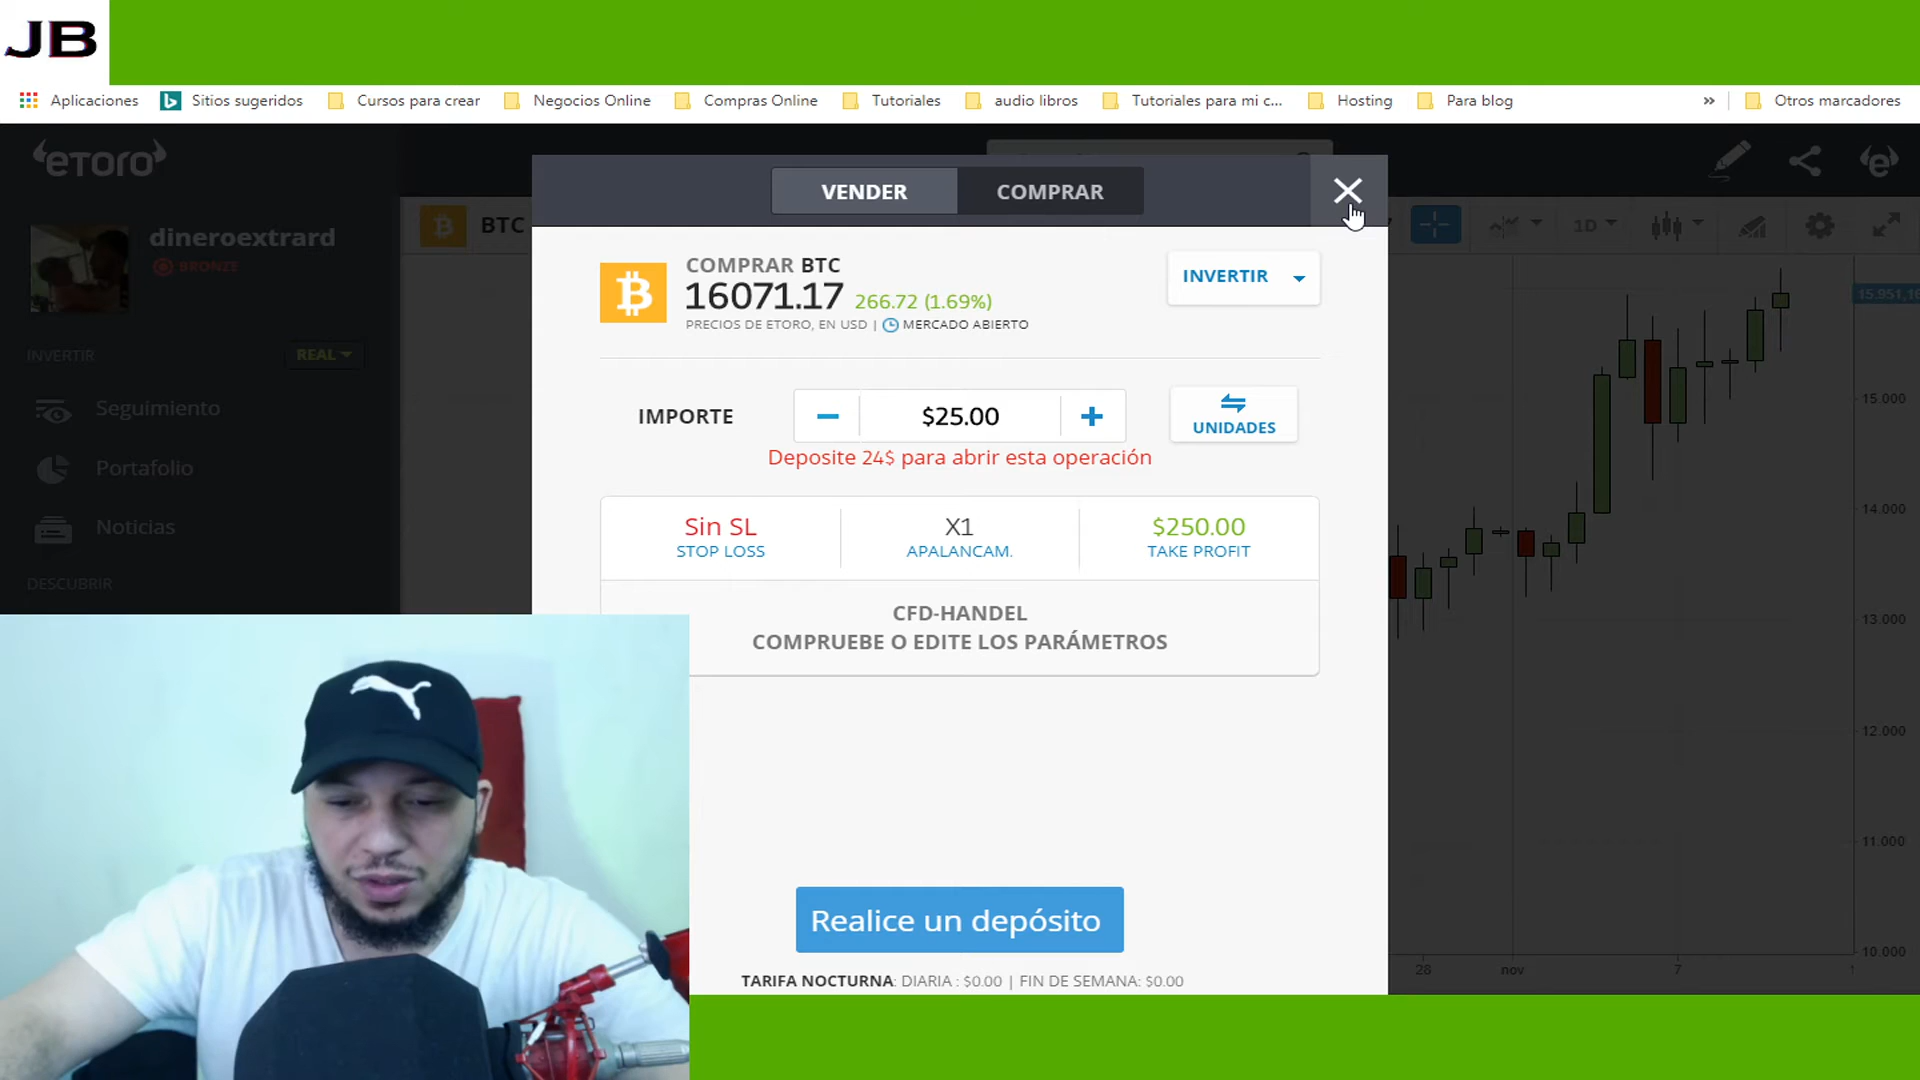 JB
Aplicaciones
Sitios sugeridos
Cursos para crear
Negocios Online
Compras Online
Tutoriales
audio libros
Tutoriales para mi c...
Hosting
Para blog
»
Otros marcadores
eTORO
VENDER
COMPRAR
dineroextrard
BRONZE
BTC
1D
COMPRAR BTC
16071.17 266.72 (1.69%)
PRECIOS DE ETORO, EN USD | MERCADO ABIERTO
INVERTIR
15.951,16
INVERTIR
REAL
Seguimiento
Portafolio
Noticias
DESCUBRIR
IMPORTE
$25.00
UNIDADES
Deposite 24$ para abrir esta operación
Sin SL
STOP LOSS
X1
APALANCAM.
$250.00
TAKE PROFIT
CFD-HANDEL
COMPRUEBE O EDITE LOS PARÁMETROS
15.000
14.000
13.000
12.000
11.000
10.000
28
nov
7
1
Realice un depósito
TARIFA NOCTURNA: DIARIA : $0.00 | FIN DE SEMANA: $0.00